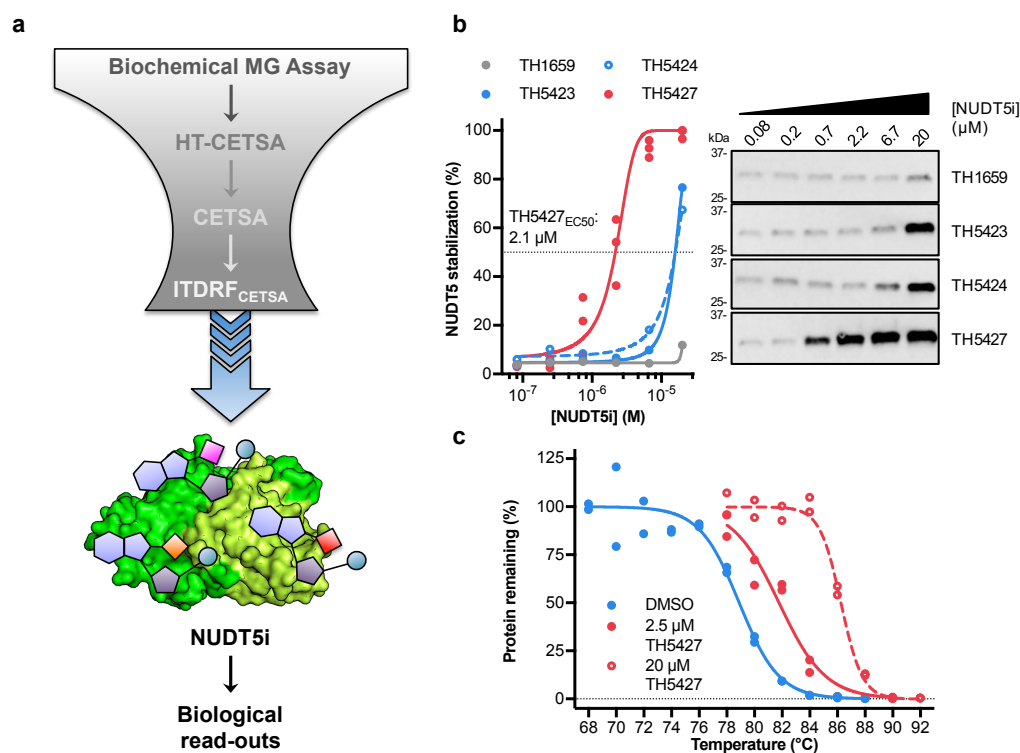 a
Biochemical MG Assay
HT-CETSA
CETSA
ITDRFCETSA
NUDT5i
Biological
read-outs
b
TH1659
TH5424
TH5423
TH5427
NUDT5 stabilization (%)
100
80
60
40
20
0
TH5427EC50:
2.1 µM
10-7
10-6
10-5
[NUDT5i] (M)
[NUDT5i]
(µM)
kDa
0.08
0.2
0.7
2.2
6.7
20
37-
25-
TH1659
37-
25-
TH5423
37-
25-
TH5424
37-
25-
TH5427
c
Protein remaining (%)
125
100
75
50
25
0
DMSO
2.5 µM
TH5427
20 µM
TH5427
68 70 72 74 76 78 80 82 84 86 88 90 92
Temperature (°C)